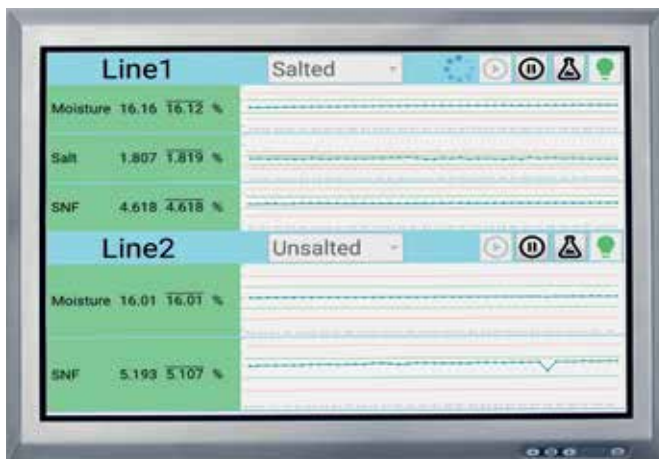 Line1 Salted
Moisture 16.16 16.12 %
Salt 1.807 1.819 %
SNF 4.618 4.618 %
Line2 Unsalted
Moisture 16.01 16.01 %
SNF 5.193 5.107 %